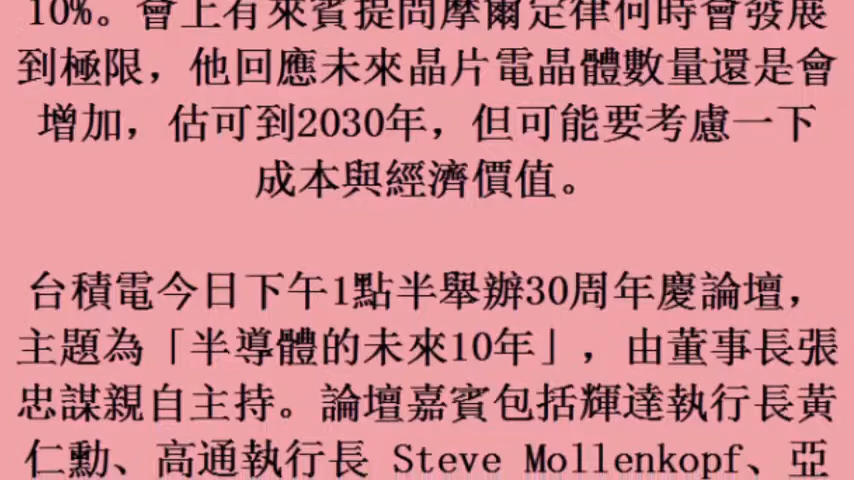 10%。會上有來賓提問摩爾定律何時會發展
到極限，他回應未來晶片電晶體數量還是會
增加，估可到2030年，但可能要考慮一下
成本與經濟價值。
台積電今日下午1點半舉辦30周年慶論壇，
主題為「半導體的未來10年」，由董事長張
忠謀親自主持。論壇嘉賓包括輝達執行長黃
仁勳、高通執行長 Steve Mollenkopf、亞